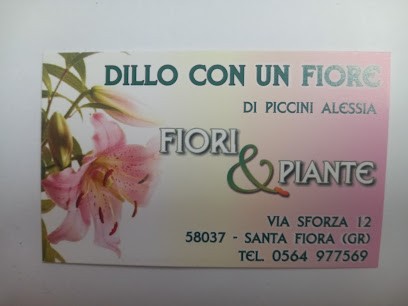 DILLO CON UN FIORE
DI PICCINI ALESSIA
FIORI
& PIANTE
VIA SFORZA 12
58037 - SANTA FIORA (GR)
TEL. 0564 977569